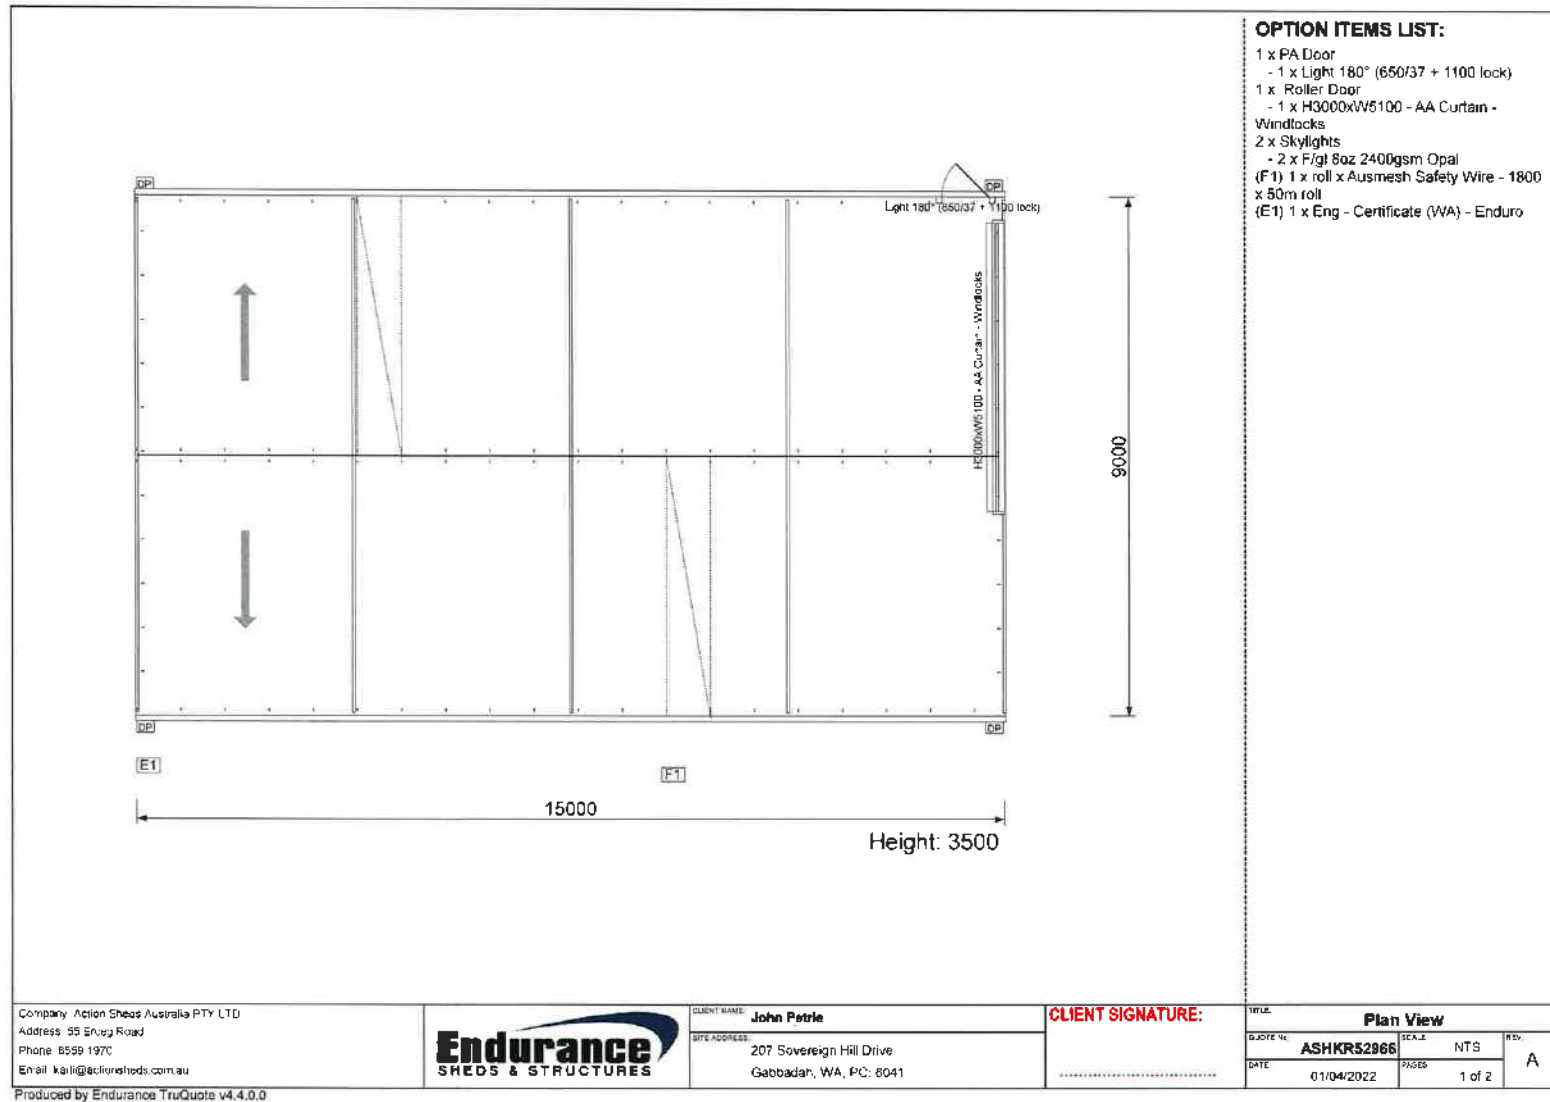 OPTION ITEMS LIST:
1 x PA Door
- 1 x Light 180° (650/37 + 1100 lock)
1 x Roller Door
- 1 x H3000xW5100 - AA Curtain -
Windlocks
2 x Skylights
- 2 x F/gl 8oz 2400gsm Opal
(F1) 1 x roll x Ausmesh Safety Wire - 1800
x 50m roll
(E1) 1 x Eng - Certificate (WA) - Enduro
DP
DP
Light 180° (650/37 + 1100 lock)
H3000xW5100 - AA Curtain - Windlocks
9000
DP
DP
E1
F1
15000
Height: 3500
Company: Action Sheds Australia PTY LTD
Address: 55 Road
Phone: 6559 1970
Email: karli@actionsheds.com.au
Endurance
SHEDS & STRUCTURES
CLIENT NAME: John Petrie
SITE ADDRESS:
207 Sovereign Hill Drive
Gabbadah, WA, PC: 6041
CLIENT SIGNATURE:
TITLE:
Plan View
QUOTE No: ASHKR52966
SCALE: NTS
REV. A
DATE 01/04/2022
PAGES 1 of 2
Produced by Endurance TruQuote v4.4.0.0